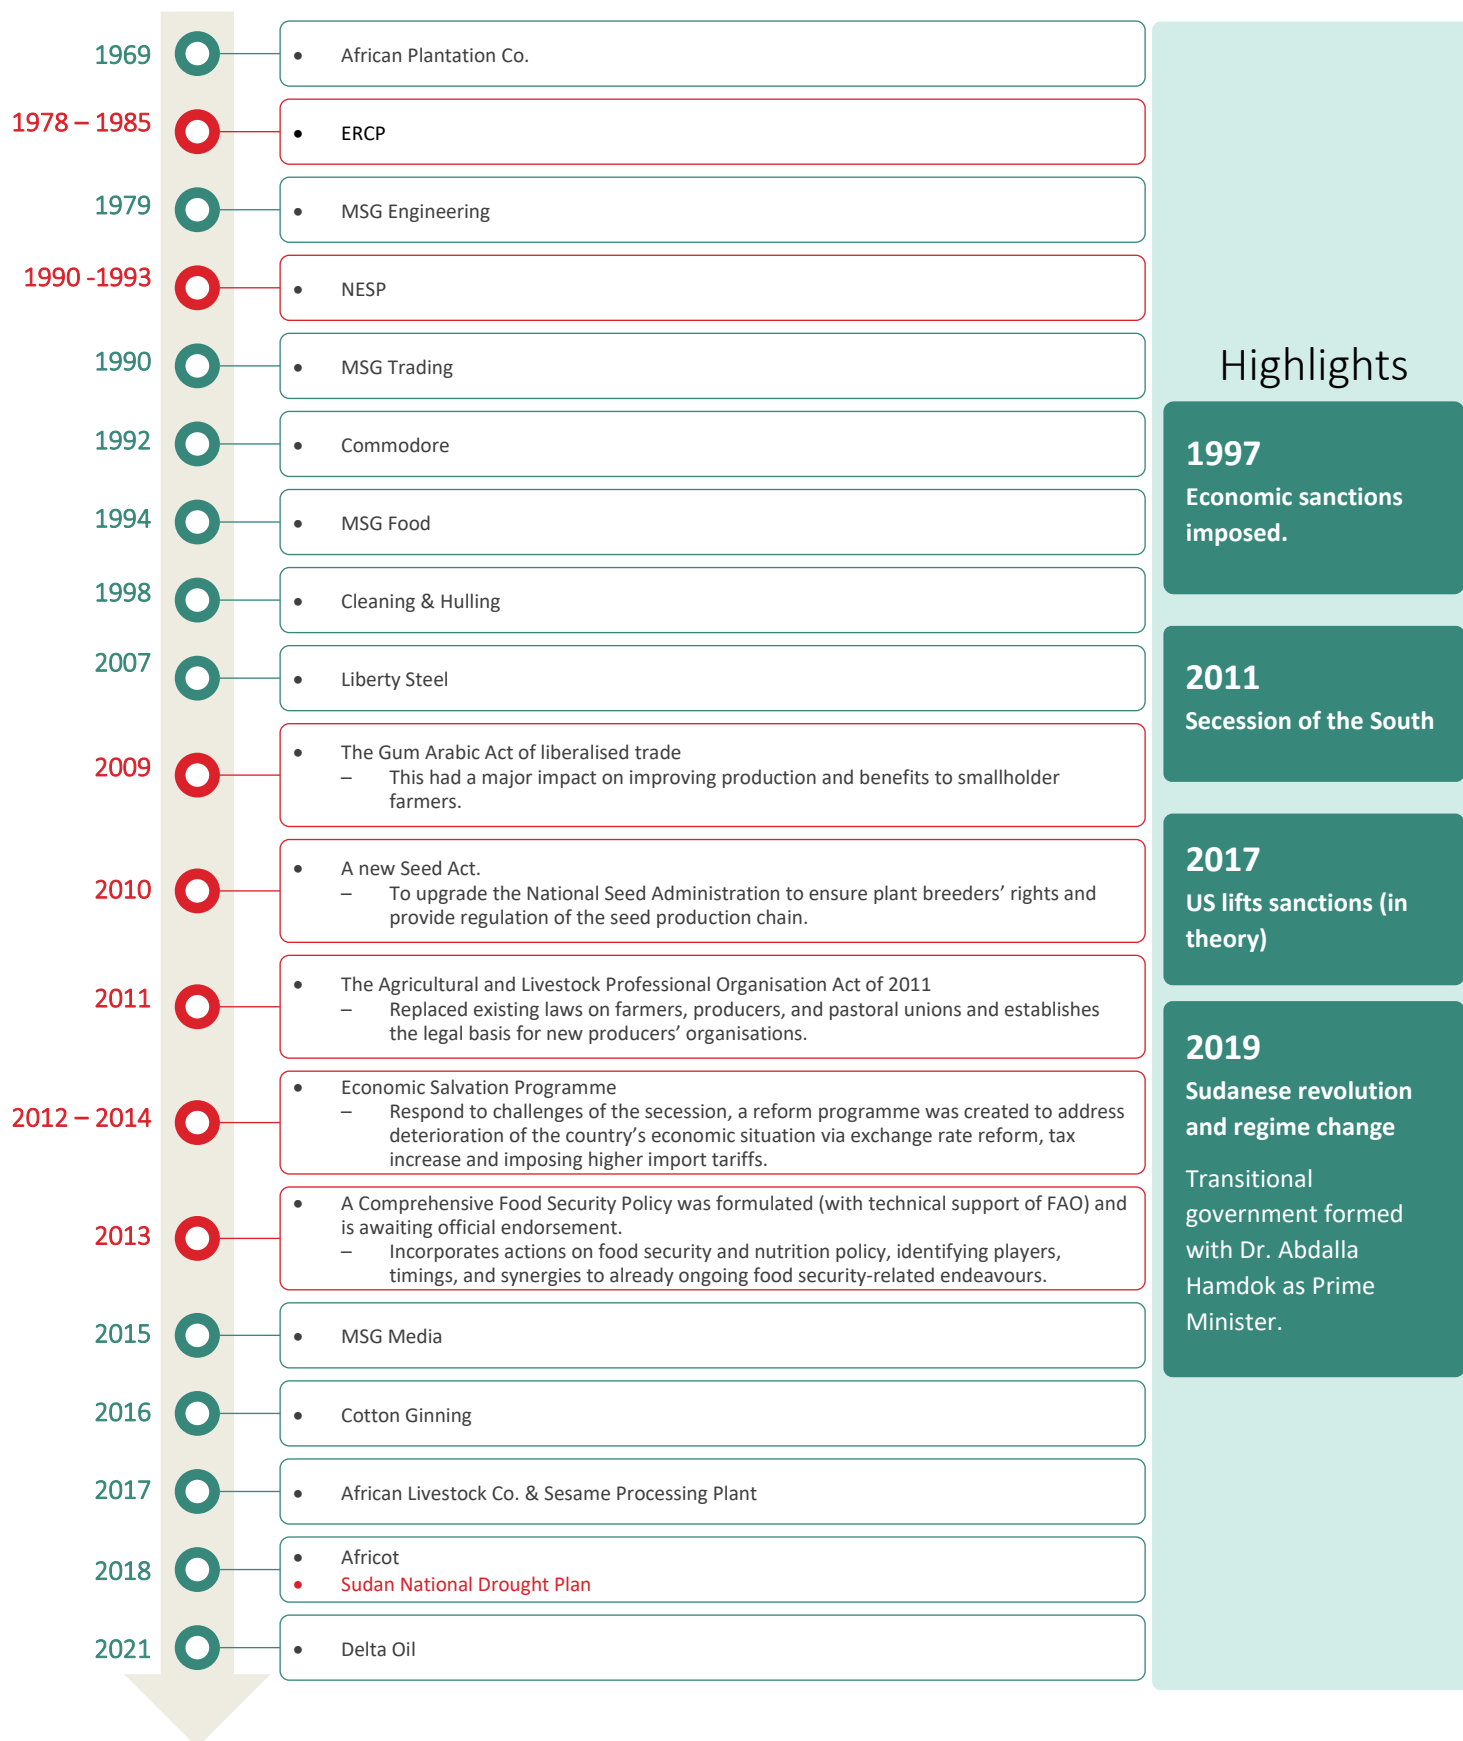 1969
• African Plantation Co.
1978 – 1985
• ERCP
1979
• MSG Engineering
1990 -1993
• NESP
1990
• MSG Trading
1992
• Commodore
1994
• MSG Food
1998
• Cleaning & Hulling
2007
• Liberty Steel
2009
• The Gum Arabic Act of liberalised trade
– This had a major impact on improving production and benefits to smallholder
farmers.
2010
• A new Seed Act.
– To upgrade the National Seed Administration to ensure plant breeders’ rights and
provide regulation of the seed production chain.
2011
• The Agricultural and Livestock Professional Organisation Act of 2011
– Replaced existing laws on farmers, producers, and pastoral unions and establishes
the legal basis for new producers’ organisations.
2012 – 2014
• Economic Salvation Programme
– Respond to challenges of the secession, a reform programme was created to address
deterioration of the country’s economic situation via exchange rate reform, tax
increase and imposing higher import tariffs.
2013
• A Comprehensive Food Security Policy was formulated (with technical support of FAO) and
is awaiting official endorsement.
– Incorporates actions on food security and nutrition policy, identifying players,
timings, and synergies to already ongoing food security-related endeavours.
2015
• MSG Media
2016
• Cotton Ginning
2017
• African Livestock Co. & Sesame Processing Plant
2018
• Africot
• Sudan National Drought Plan
2021
• Delta Oil
Highlights
1997
Economic sanctions
imposed.
2011
Secession of the South
2017
US lifts sanctions (in
theory)
2019
Sudanese revolution
and regime change
Transitional
government formed
with Dr. Abdalla
Hamdok as Prime
Minister.